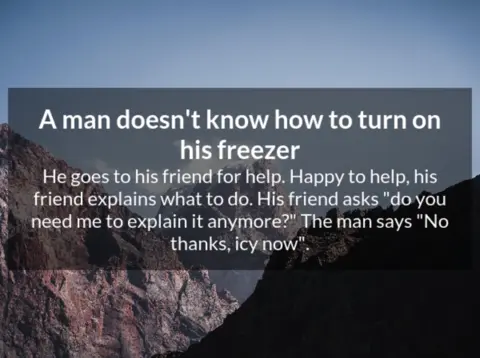 A man doesn't know how to turn on
his freezer
He goes to his friend for help. Happy to help, his
friend explains what to do. His friend asks "do you
need me to explain it anymore?" The man says "No
thanks, icy now".